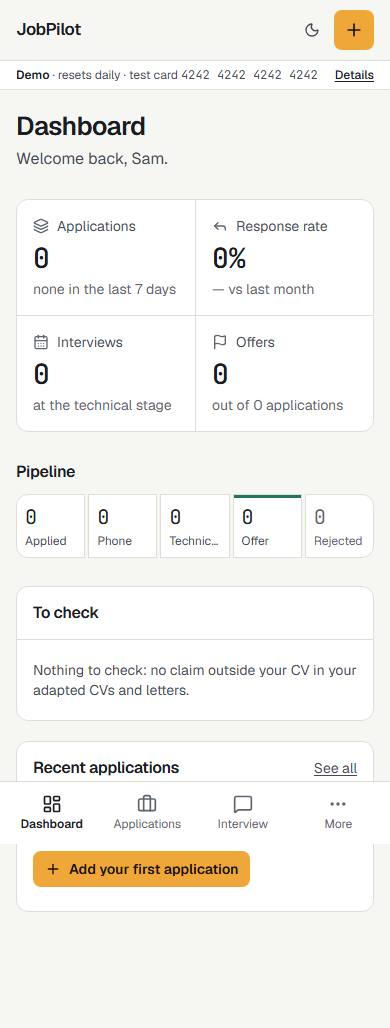 JobPilot
Demo · resets daily · test card 4242 4242 4242 4242 Details
Dashboard
Welcome back, Sam.
Applications
0
none in the last 7 days
Response rate
0%
— vs last month
Interviews
0
at the technical stage
Offers
0
out of 0 applications
Pipeline
0
Applied
0
Phone
0
Technic...
0
Offer
0
Rejected
To check
Nothing to check: no claim outside your CV in your
adapted CVs and letters.
Recent applications See all
Dashboard Applications Interview More
+ Add your first application